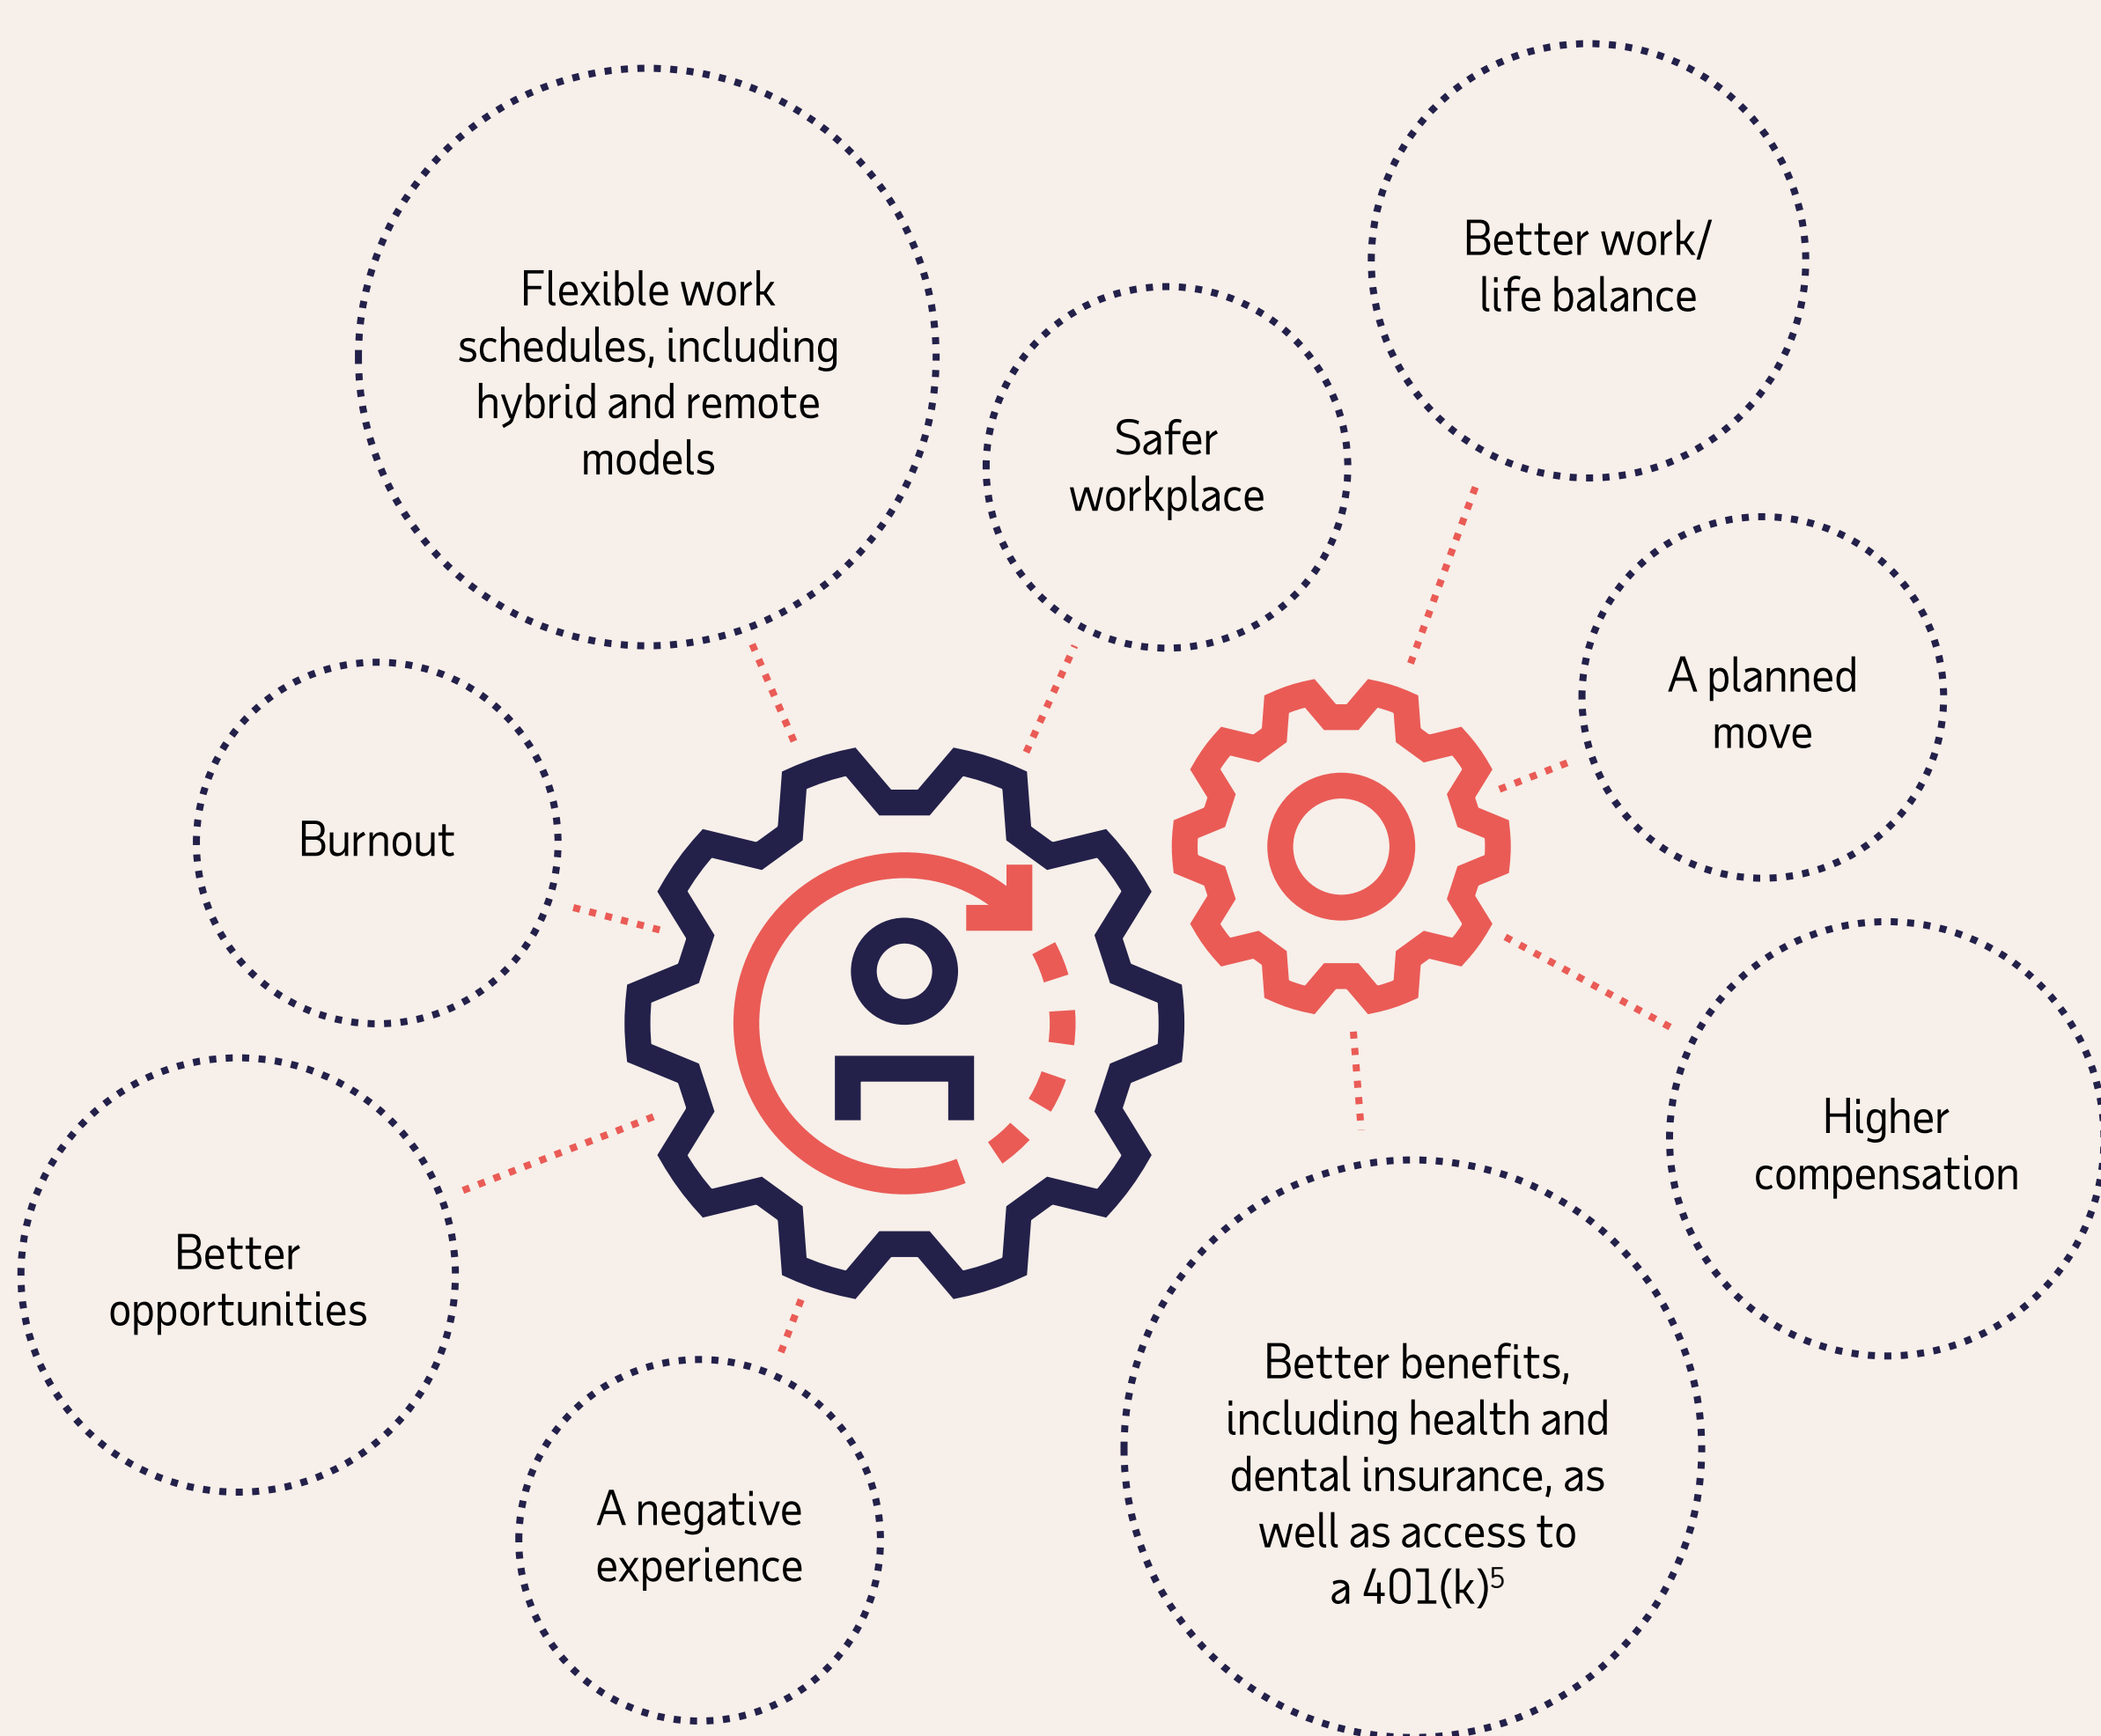 Flexible work
schedules, including
hybrid and remote
models
Safer
workplace
Better work/
life balance
A planned
move
Burnout
Higher
compensation
Better
opportunities
A negative
experience
Better benefits,
including health and
dental insurance, as
well as access to
a 401(k)⁵